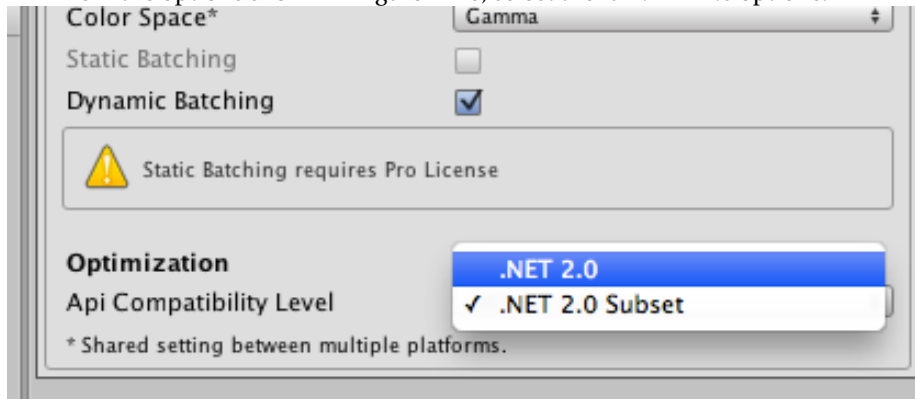 Color Space* Gamma
Static Batching
Dynamic Batching
Static Batching requires Pro License
Optimization .NET 2.0
Api Compatibility Level ✓ .NET 2.0 Subset
* Shared setting between multiple platforms.